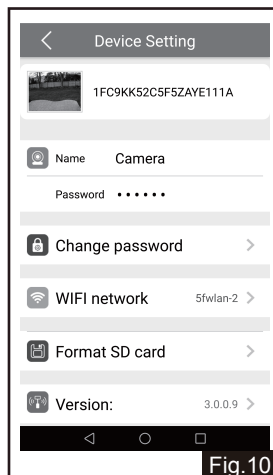 Device Setting
1FC9KK52C5F5ZAYE111A
Name Camera
Password ••••••
Change password
WIFI network 5fwlan-2
Format SD card
Version: 3.0.0.9
Fig.10